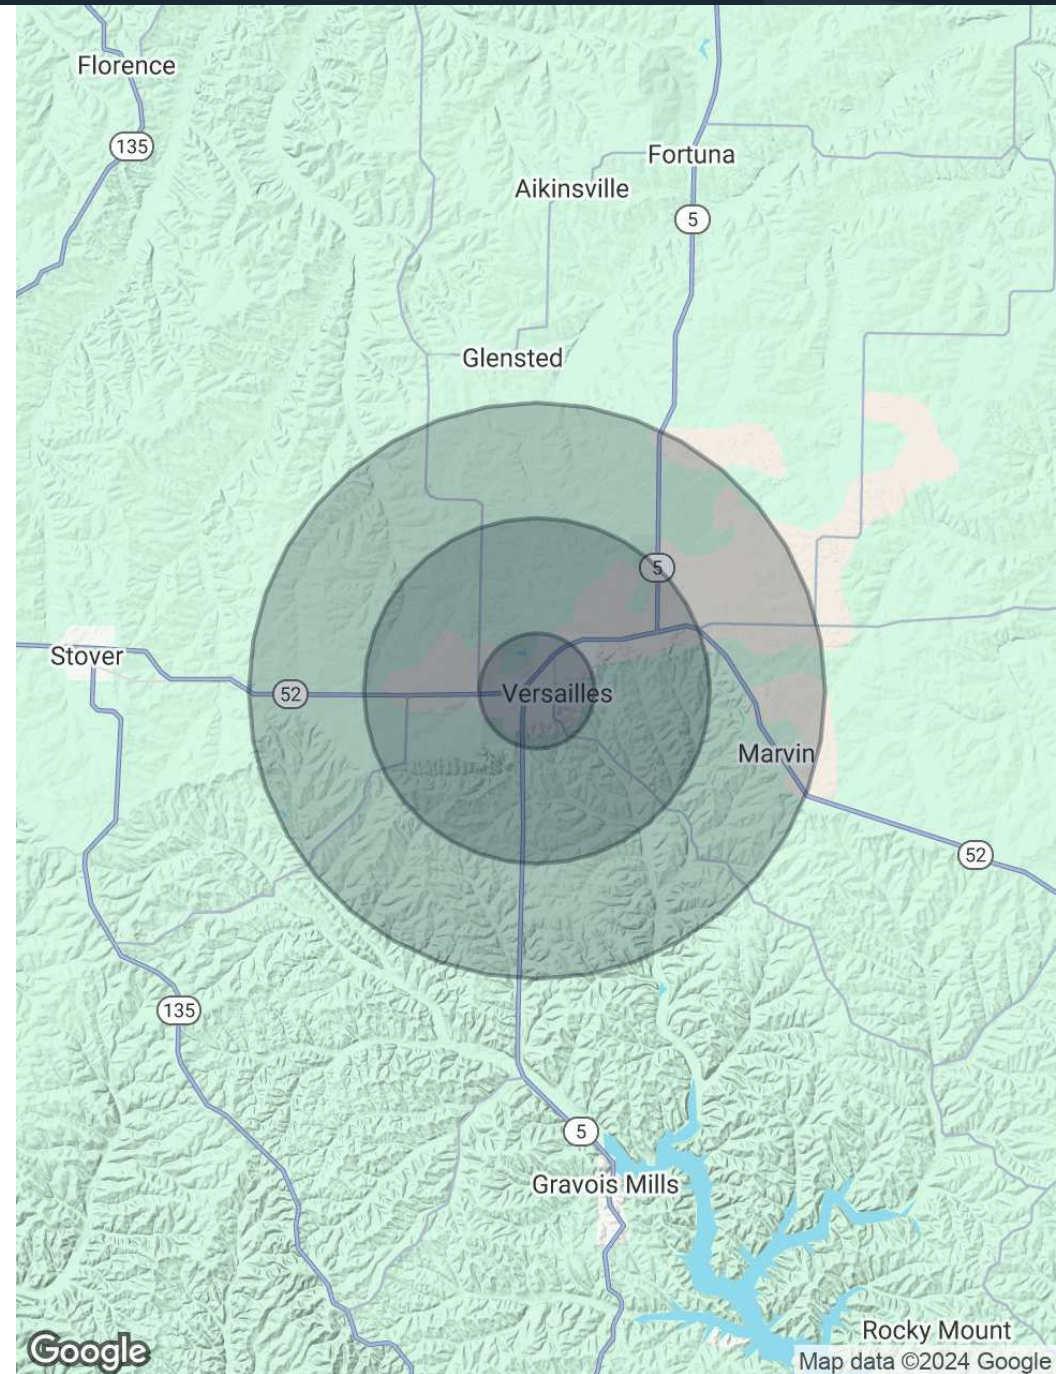 Florence
135
Fortuna
Aikinsville
5
Glensted
5
Stover
52
Versailles
Marvin
52
135
5
Gravois Mills
Rocky Mount
Google
Map data ©2024 Google